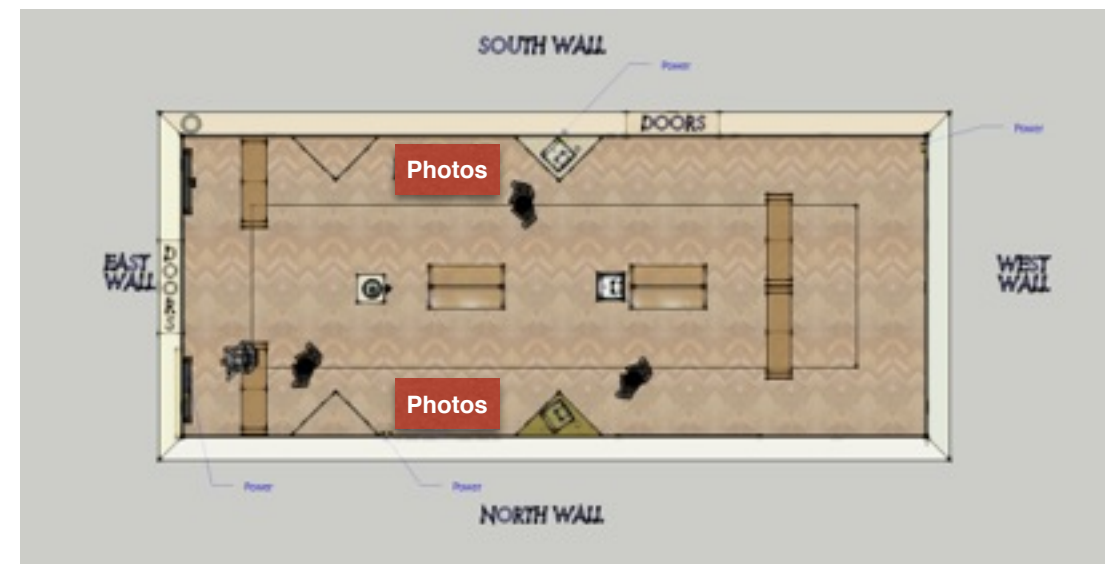 SOUTH WALL
Power
DOORS
Power
Photos
EAST
WALL
DOORS
WEST
WALL
Photos
Power
Power
NORTH WALL